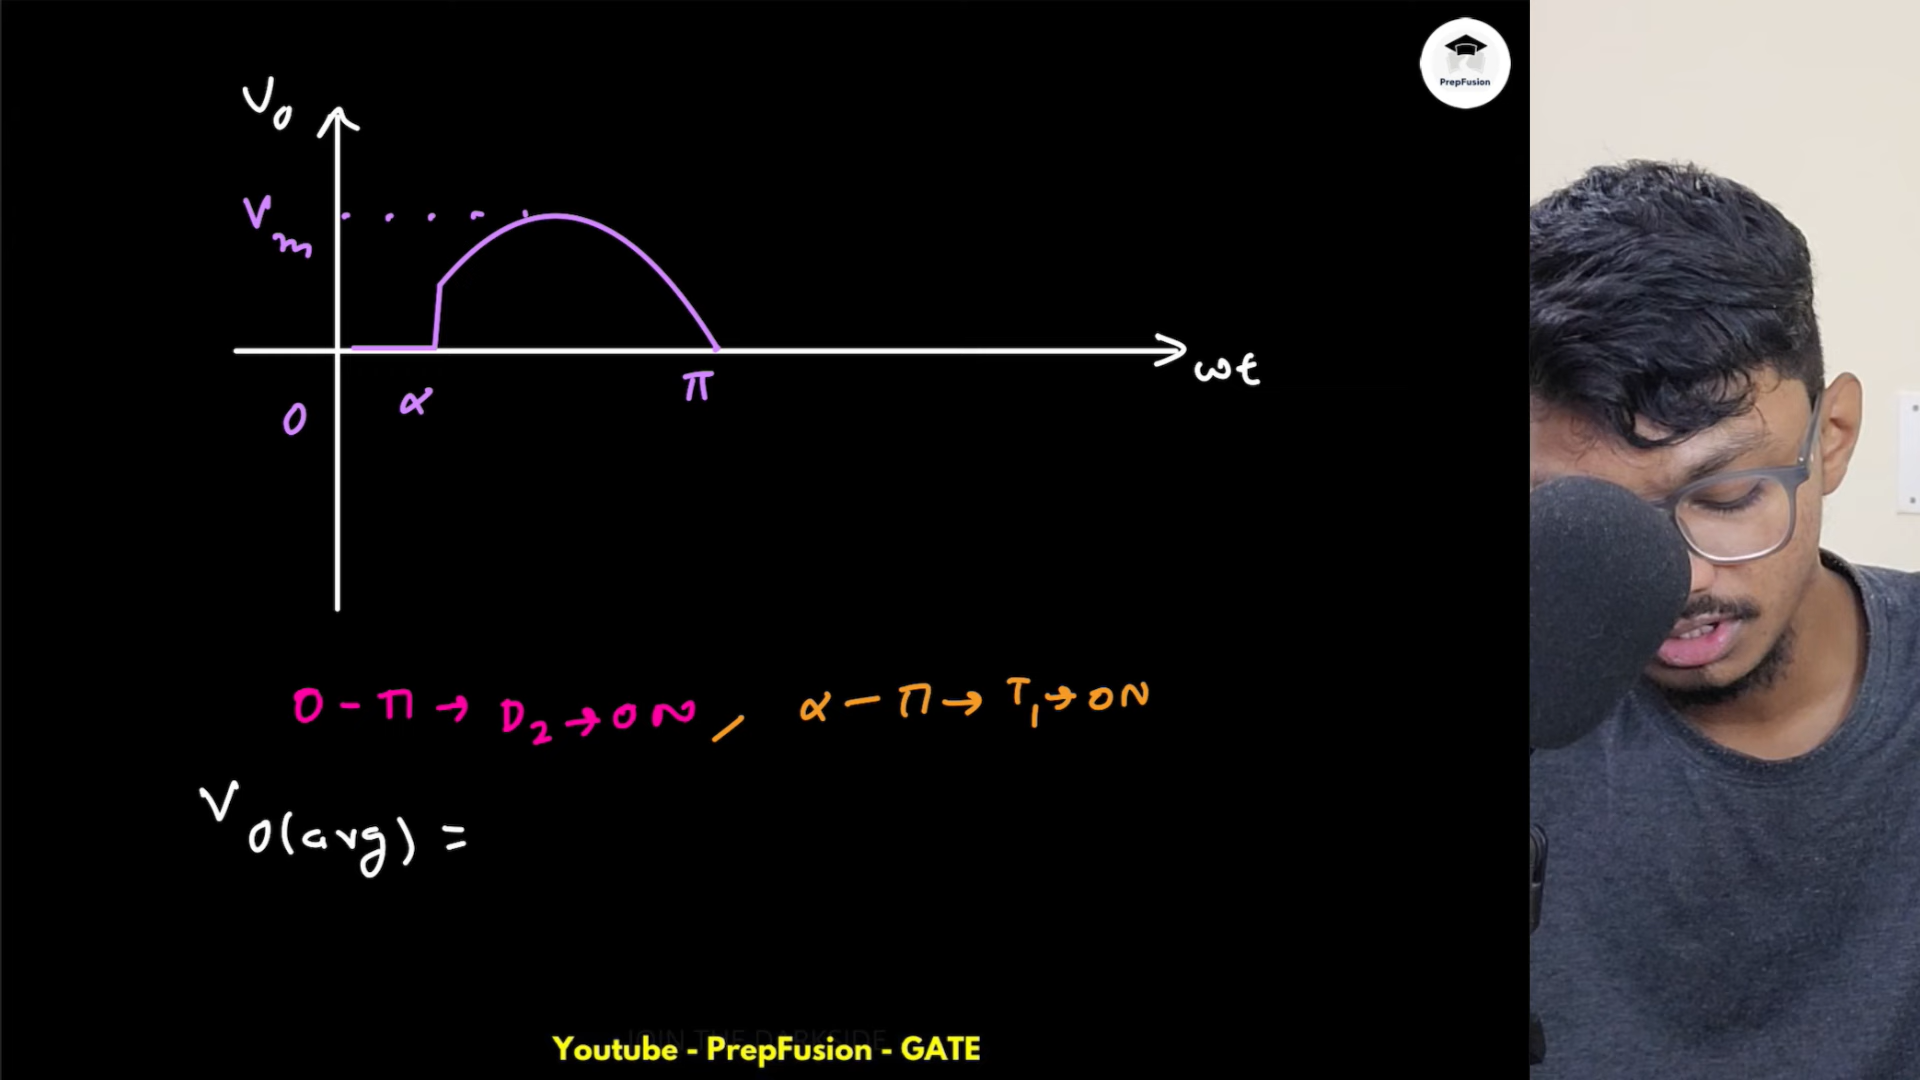 PrepFusion
V₀
Vₘ
0 α π ωt
0 - π → D₂ → ON , α - π → T₁ → ON
V₀(avg) =
Youtube - PrepFusion - GATE